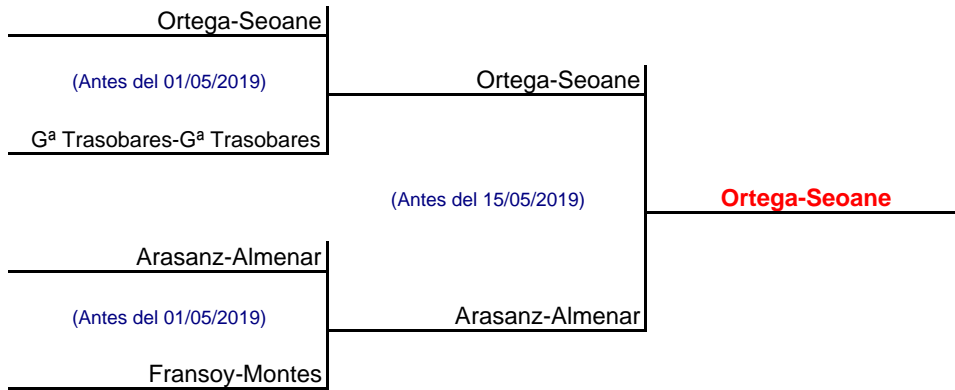 Ortega-Seoane
(Antes del 01/05/2019)
Ortega-Seoane
Gª Trasobares-Gª Trasobares
(Antes del 15/05/2019)
Ortega-Seoane
Arasanz-Almenar
(Antes del 01/05/2019)
Arasanz-Almenar
Fransoy-Montes